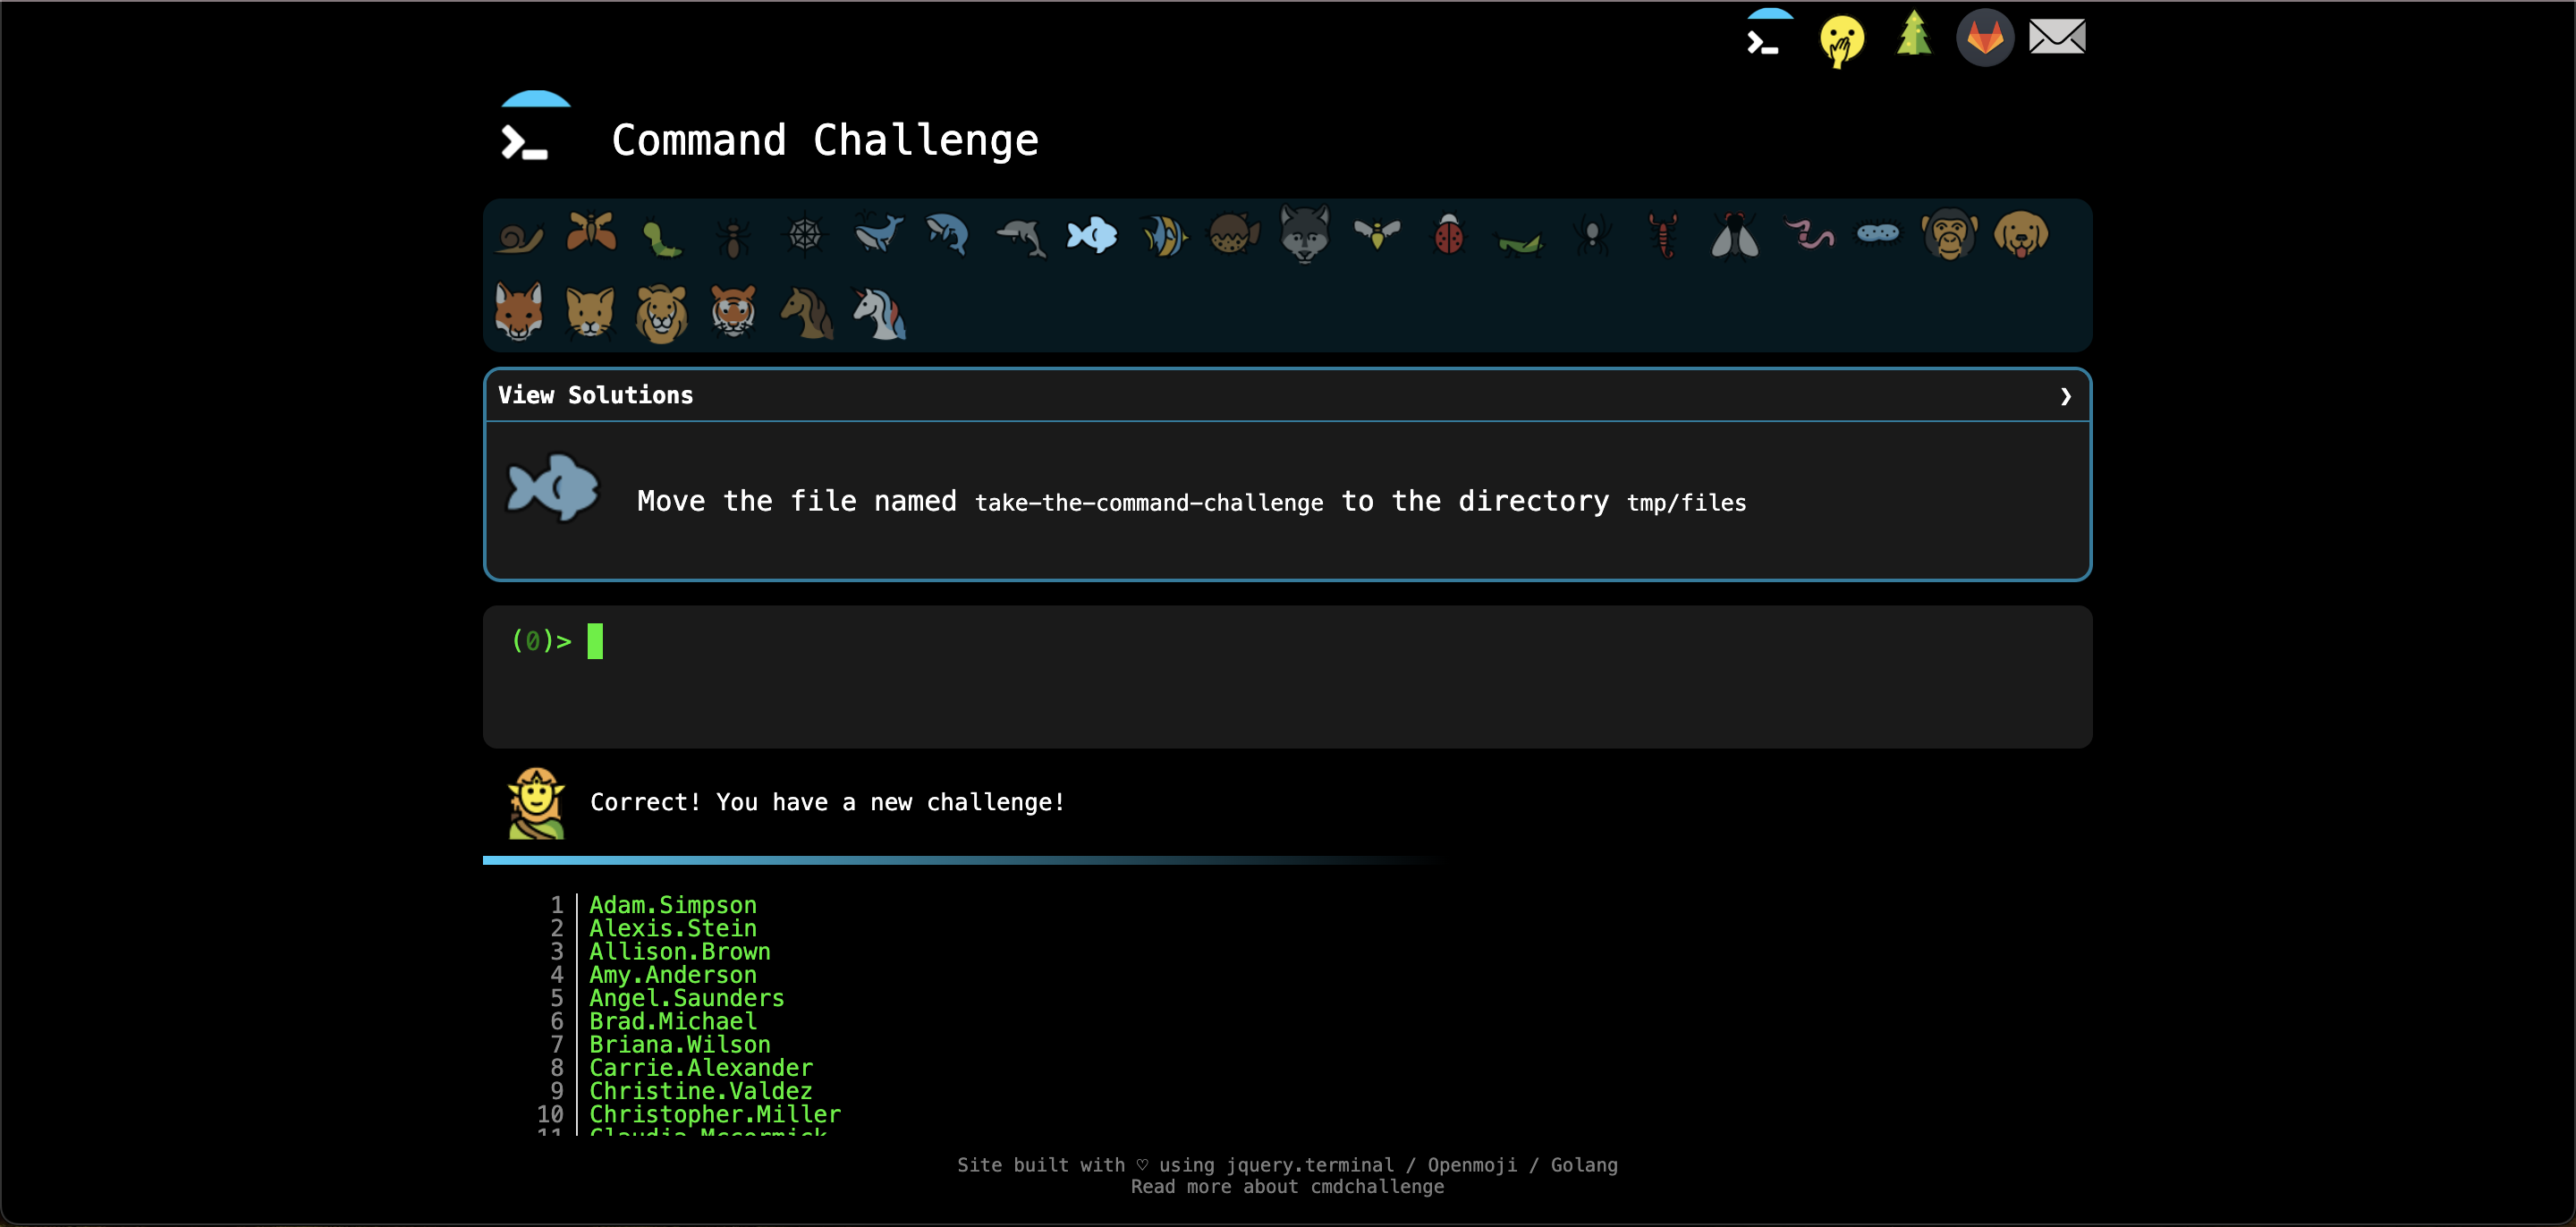 Command Challenge
View Solutions ❯
Move the file named take-the-command-challenge to the directory tmp/files
(0)>
Correct! You have a new challenge!
1 Adam.Simpson
2 Alexis.Stein
3 Allison.Brown
4 Amy.Anderson
5 Angel.Saunders
6 Brad.Michael
7 Briana.Wilson
8 Carrie.Alexander
9 Christine.Valdez
10 Christopher.Miller
11 Claudia.Mccormick
Site built with ♡ using jquery.terminal / Openmoji / Golang
Read more about cmdchallenge